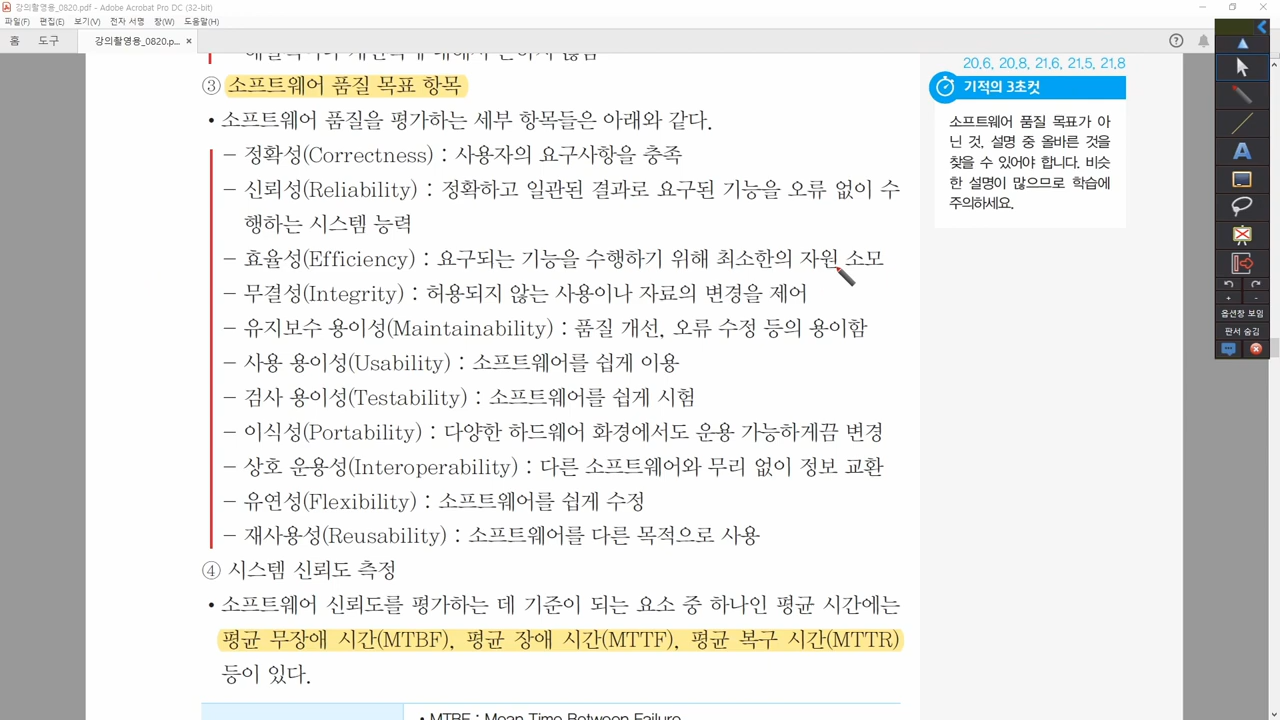 강의촬영용_0820.pdf - Adobe Acrobat Pro DC (32-bit)
파일(F) 편집(E) 보기(V) 전자 서명 창(W) 도움말(H)
홈 도구 강의촬영용_0820.p... ×
③ 소프트웨어 품질 목표 항목
• 소프트웨어 품질을 평가하는 세부 항목들은 아래와 같다.
– 정확성(Correctness) : 사용자의 요구사항을 충족
– 신뢰성(Reliability) : 정확하고 일관된 결과로 요구된 기능을 오류 없이 수
행하는 시스템 능력
– 효율성(Efficiency) : 요구되는 기능을 수행하기 위해 최소한의 자원 소모
– 무결성(Integrity) : 허용되지 않는 사용이나 자료의 변경을 제어
– 유지보수 용이성(Maintainability) : 품질 개선, 오류 수정 등의 용이함
– 사용 용이성(Usability) : 소프트웨어를 쉽게 이용
– 검사 용이성(Testability) : 소프트웨어를 쉽게 시험
– 이식성(Portability) : 다양한 하드웨어 화경에서도 운용 가능하게끔 변경
– 상호 운용성(Interoperability) : 다른 소프트웨어와 무리 없이 정보 교환
– 유연성(Flexibility) : 소프트웨어를 쉽게 수정
– 재사용성(Reusability) : 소프트웨어를 다른 목적으로 사용
④ 시스템 신뢰도 측정
• 소프트웨어 신뢰도를 평가하는 데 기준이 되는 요소 중 하나인 평균 시간에는
평균 무장애 시간(MTBF), 평균 장애 시간(MTTF), 평균 복구 시간(MTTR)
등이 있다.
• MTBF : Mean Time Between Failure
20.6, 20.8, 21.6, 21.5, 21.8
기적의 3초컷
소프트웨어 품질 목표가 아
닌 것, 설명 중 올바른 것을
찾을 수 있어야 합니다. 비슷
한 설명이 많으므로 학습에
주의하세요.
A
+ -
옵션창 보임
판서 숨김